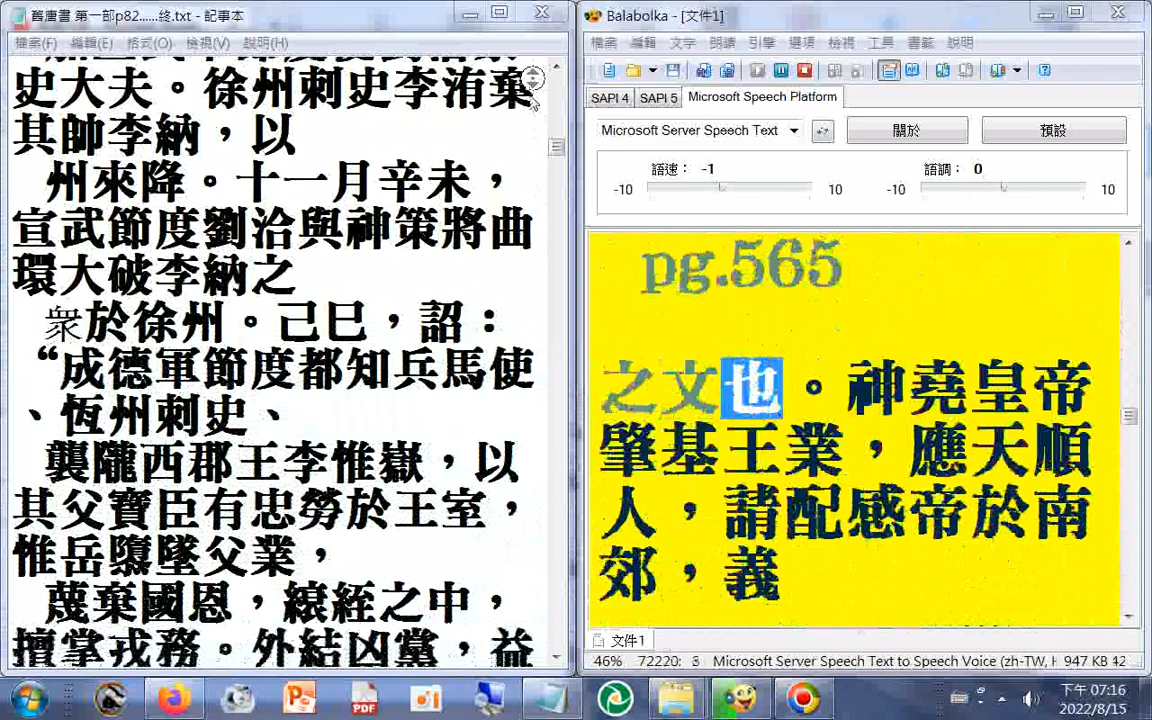 舊唐書 第一部p82......終.txt - 記事本
檔案(F) 編輯(E) 格式(O) 檢視(V) 說明(H)
史大夫。徐州刺史李洧棄
其帥李納，以
州來降。十一月辛未，
宣武節度劉洽與神策將曲
環大破李納之
衆於徐州。己巳，詔：
“成德軍節度都知兵馬使
、恆州刺史、
襲隴西郡王李惟嶽，以
其父寶臣有忠勞於王室，
惟岳隳墜父業，
蔑棄國恩，縗絰之中，
擅掌戎務。外結凶黨，益
Balabolka - [文件1]
檔案 編輯 文字 朗讀 引擎 選項 檢視 工具 書籤 說明
SAPI 4 SAPI 5 Microsoft Speech Platform
Microsoft Server Speech Text 關於 預設
語速： -1 語調： 0
-10 10 -10 10
pg.565
之文也。神堯皇帝
肇基王業，應天順
人，請配感帝於南
郊，義
文件1
46% 72220: 3 Microsoft Server Speech Text to Speech Voice (zh-TW, H 947 KB 42
下午 07:16
2022/8/15